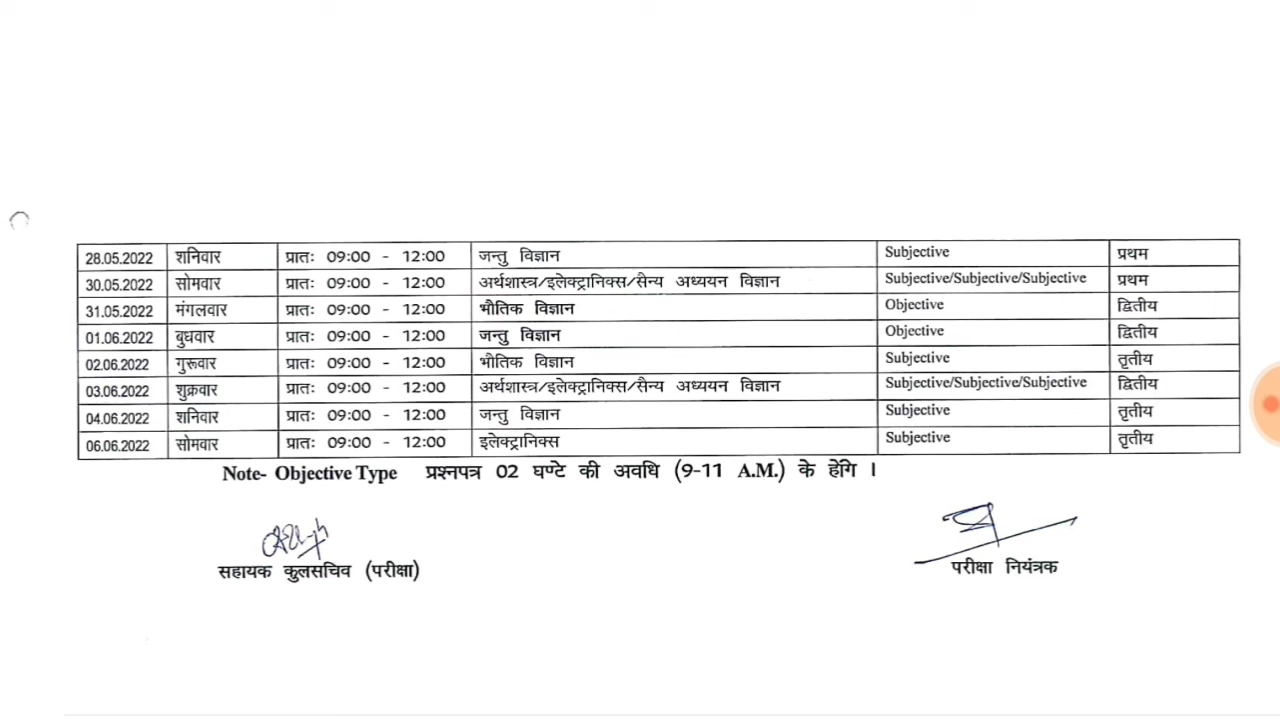 28.05.2022 शनिवार प्रातः 09:00 - 12:00 जन्तु विज्ञान Subjective प्रथम
30.05.2022 सोमवार प्रातः 09:00 - 12:00 अर्थशास्त्र/इलेक्ट्रानिक्स/सैन्य अध्ययन विज्ञान Subjective/Subjective/Subjective प्रथम
31.05.2022 मंगलवार प्रातः 09:00 - 12:00 भौतिक विज्ञान Objective द्वितीय
01.06.2022 बुधवार प्रातः 09:00 - 12:00 जन्तु विज्ञान Objective द्वितीय
02.06.2022 गुरूवार प्रातः 09:00 - 12:00 भौतिक विज्ञान Subjective तृतीय
03.06.2022 शुक्रवार प्रातः 09:00 - 12:00 अर्थशास्त्र/इलेक्ट्रानिक्स/सैन्य अध्ययन विज्ञान Subjective/Subjective/Subjective द्वितीय
04.06.2022 शनिवार प्रातः 09:00 - 12:00 जन्तु विज्ञान Subjective तृतीय
06.06.2022 सोमवार प्रातः 09:00 - 12:00 इलेक्ट्रानिक्स Subjective तृतीय
Note- Objective Type प्रश्नपत्र 02 घण्टे की अवधि (9-11 A.M.) के होंगे ।
सहायक कुलसचिव (परीक्षा) परीक्षा नियंत्रक